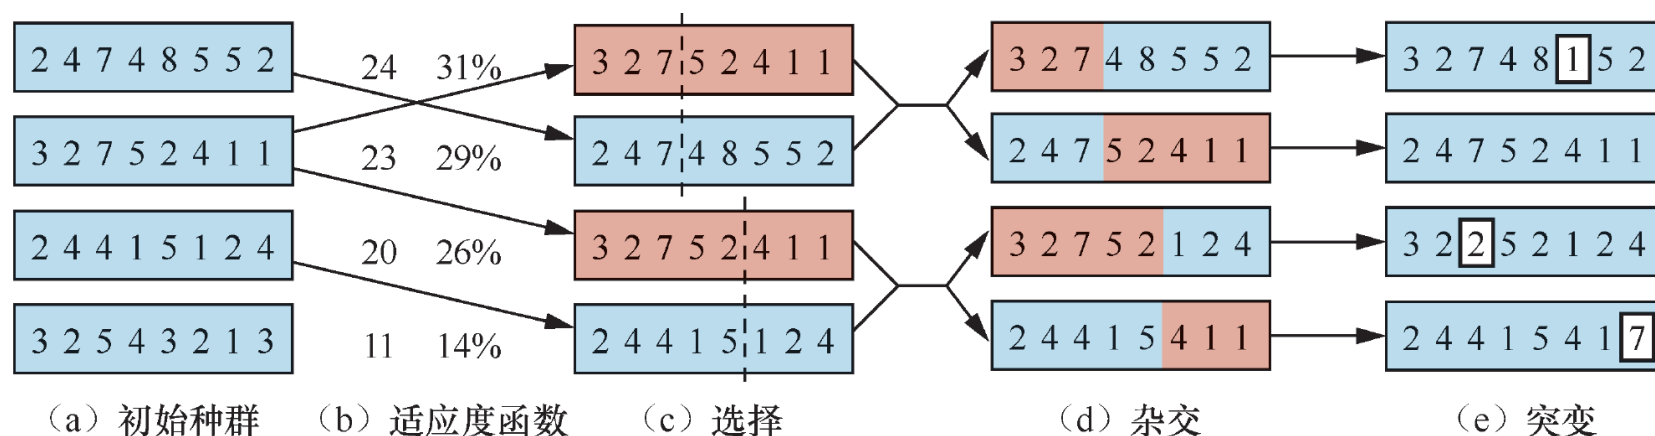 2 4 7 4 8 5 5 2 24 31% 3 2 7 5 2 4 1 1 3 2 7 4 8 5 5 2 3 2 7 4 8 1 5 2
3 2 7 5 2 4 1 1 23 29% 2 4 7 4 8 5 5 2 2 4 7 5 2 4 1 1 2 4 7 5 2 4 1 1
2 4 4 1 5 1 2 4 20 26% 3 2 7 5 2 4 1 1 3 2 7 5 2 1 2 4 3 2 2 5 2 1 2 4
3 2 5 4 3 2 1 3 11 14% 2 4 4 1 5 1 2 4 2 4 4 1 5 4 1 1 2 4 4 1 5 4 1 7
（a）初始种群 （b）适应度函数 （c）选择 （d）杂交 （e）突变